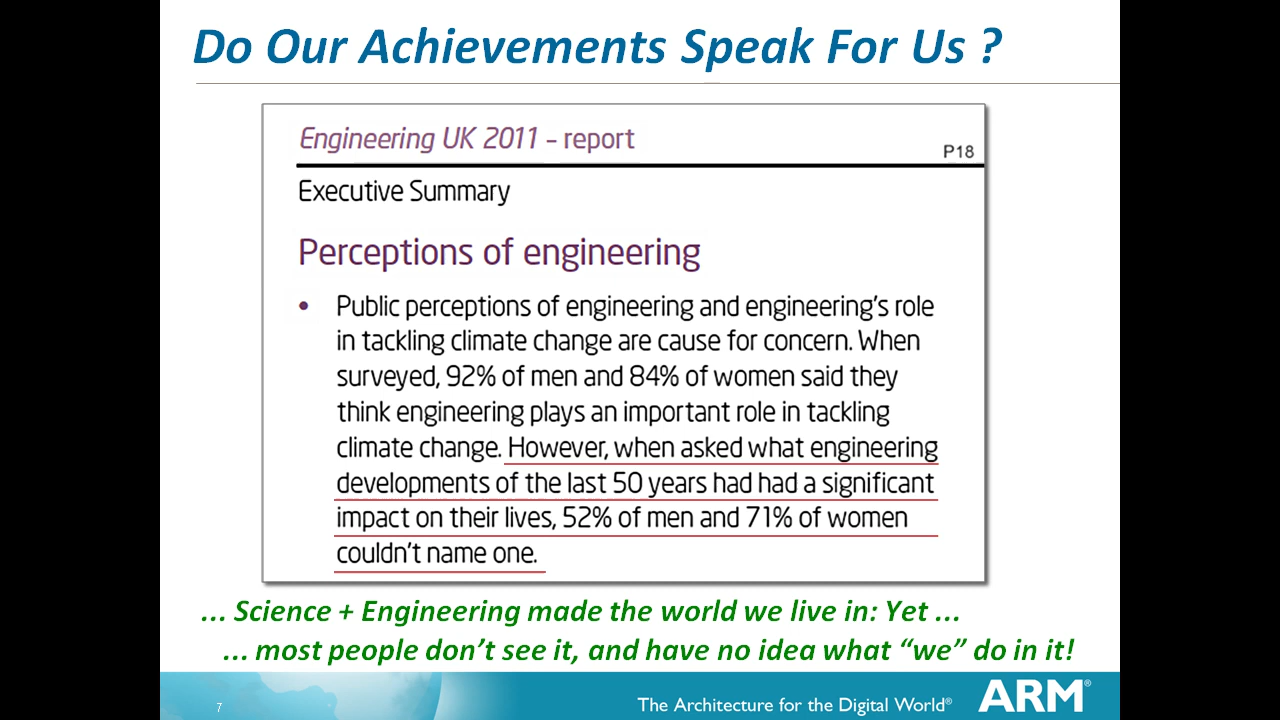 Do Our Achievements Speak For Us ?
Engineering UK 2011 – report
P18
Executive Summary
Perceptions of engineering
• Public perceptions of engineering and engineering's role
in tackling climate change are cause for concern. When
surveyed, 92% of men and 84% of women said they
think engineering plays an important role in tackling
climate change. However, when asked what engineering
developments of the last 50 years had had a significant
impact on their lives, 52% of men and 71% of women
couldn't name one.
... Science + Engineering made the world we live in: Yet ...
... most people don’t see it, and have no idea what “we” do in it!
7
The Architecture for the Digital World®
ARM®